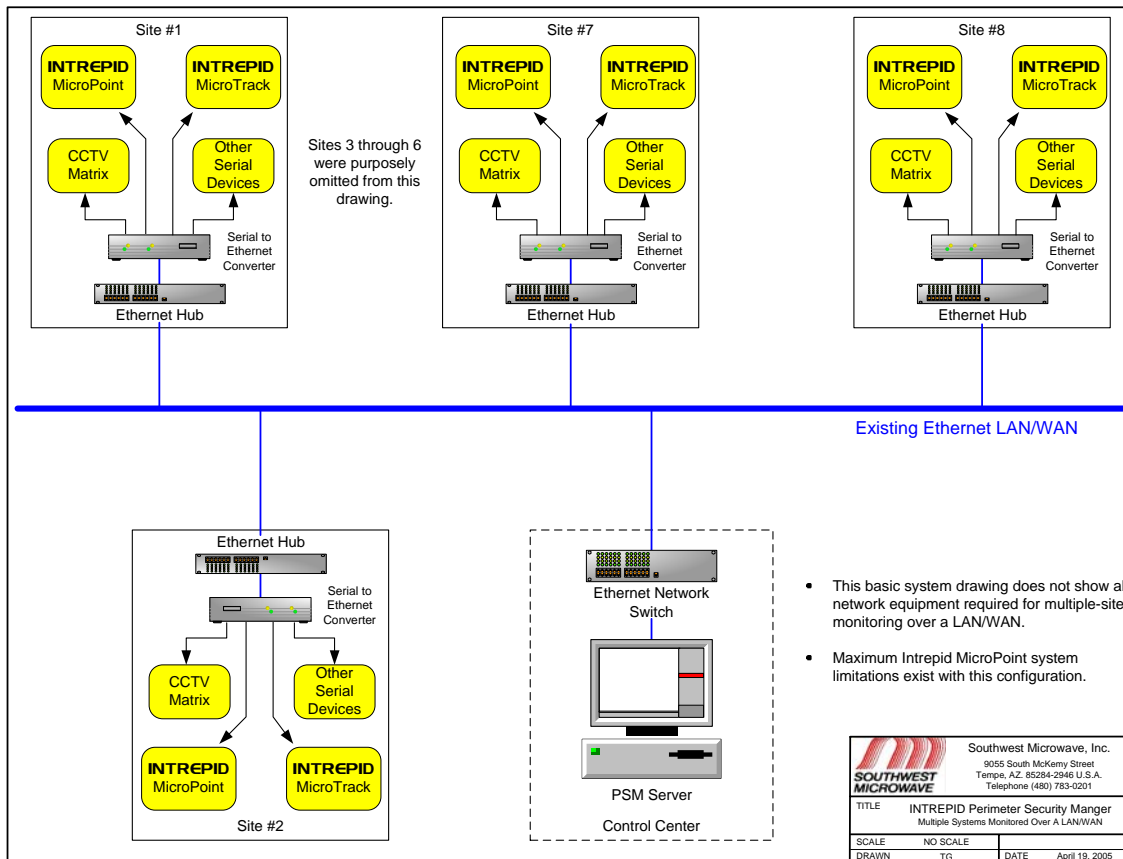 Site #1
INTREPID
MicroPoint
INTREPID
MicroTrack
CCTV
Matrix
Other
Serial
Devices
Serial to
Ethernet
Converter
Ethernet Hub
Sites 3 through 6
were purposely
omitted from this
drawing.
Site #7
INTREPID
MicroPoint
INTREPID
MicroTrack
CCTV
Matrix
Other
Serial
Devices
Serial to
Ethernet
Converter
Ethernet Hub
Site #8
INTREPID
MicroPoint
INTREPID
MicroTrack
CCTV
Matrix
Other
Serial
Devices
Serial to
Ethernet
Converter
Ethernet Hub
Existing Ethernet LAN/WAN
Ethernet Hub
Serial to
Ethernet
Converter
CCTV
Matrix
Other
Serial
Devices
INTREPID
MicroPoint
INTREPID
MicroTrack
Site #2
Ethernet Network
Switch
PSM Server
Control Center
• This basic system drawing does not show al
network equipment required for multiple-site
monitoring over a LAN/WAN.
• Maximum Intrepid MicroPoint system
limitations exist with this configuration.
SOUTHWEST
MICROWAVE
Southwest Microwave, Inc.
9055 South McKemy Street
Tempe, AZ. 85284-2946 U.S.A.
Telephone (480) 783-0201
TITLE INTREPID Perimeter Security Manger
Multiple Systems Monitored Over A LAN/WAN
SCALE NO SCALE
DRAWN TG DATE April 19, 2005